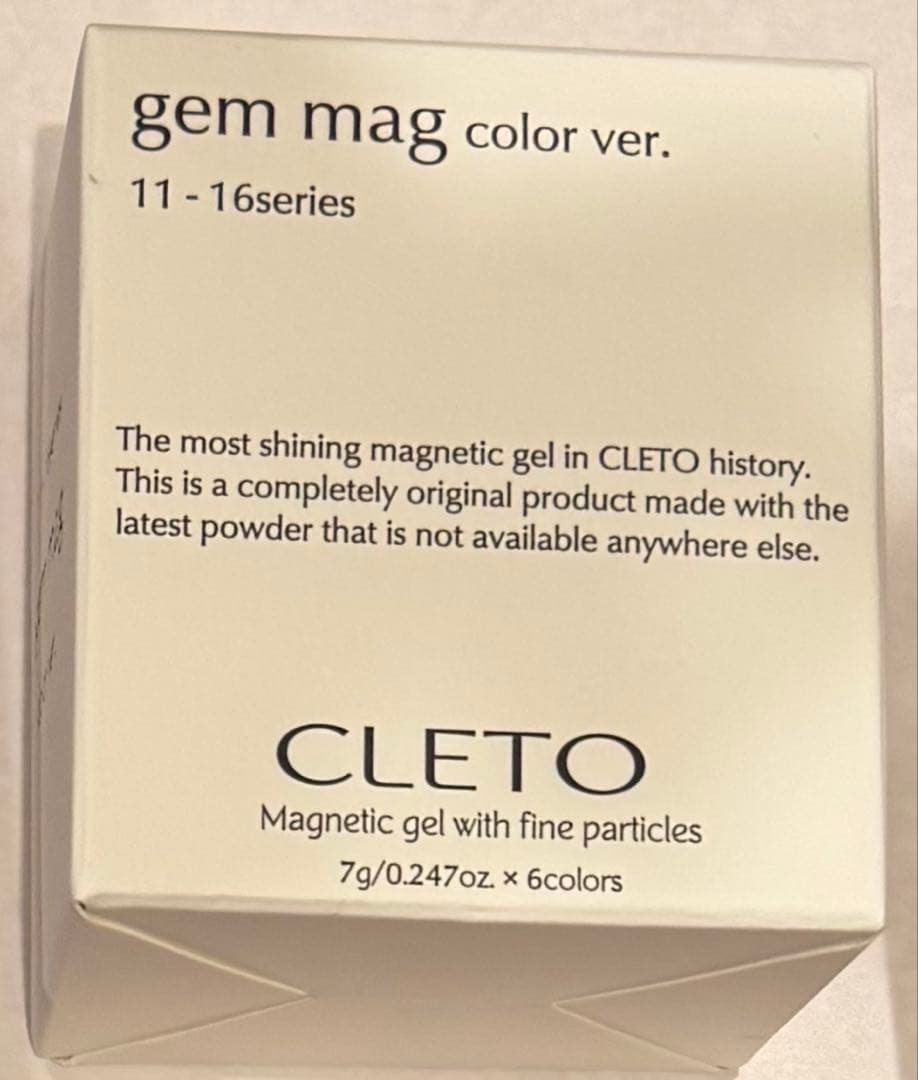 gem mag color ver.
11 - 16series
The most shining magnetic gel in CLETO history.
This is a completely original product made with the
latest powder that is not available anywhere else.
CLETO
Magnetic gel with fine particles
7g/0.247oz. × 6colors